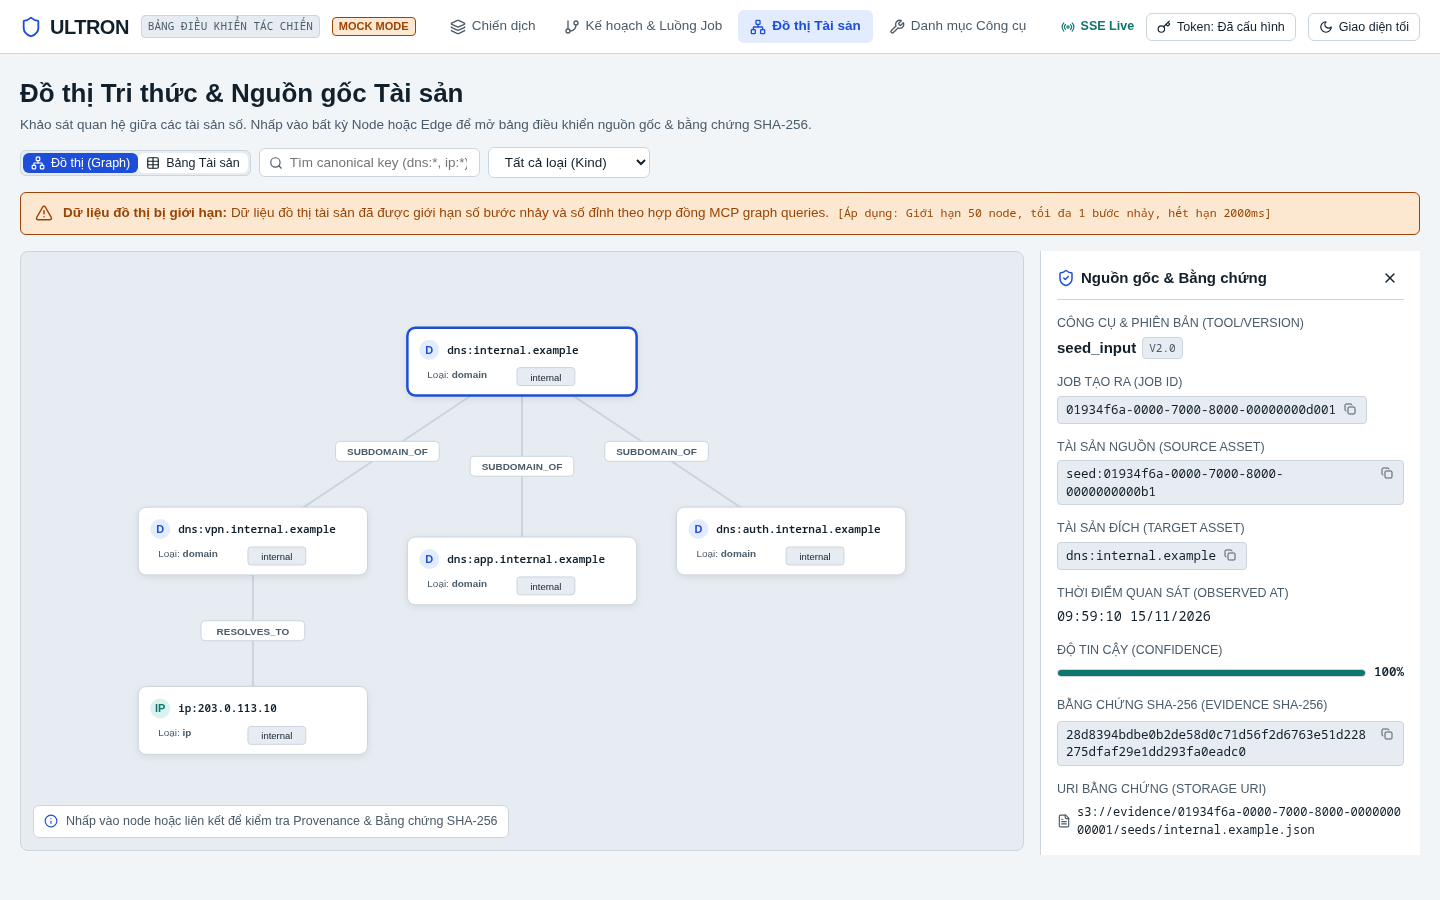 ULTRON
BẢNG ĐIỀU KHIỂN TÁC CHIẾN
MOCK MODE
Chiến dịch
Kế hoạch & Luồng Job
Đồ thị Tài sản
Danh mục Công cụ
SSE Live
Token: Đã cấu hình
Giao diện tối
Đồ thị Tri thức & Nguồn gốc Tài sản
Khảo sát quan hệ giữa các tài sản số. Nhấp vào bất kỳ Node hoặc Edge để mở bảng điều khiển nguồn gốc & bằng chứng SHA-256.
Đồ thị (Graph)
Bảng Tài sản
Tìm canonical key (dns:*, ip:*)
Tất cả loại (Kind)
Dữ liệu đồ thị bị giới hạn: Dữ liệu đồ thị tài sản đã được giới hạn số bước nhảy và số đỉnh theo hợp đồng MCP graph queries. [Áp dụng: Giới hạn 50 node, tối đa 1 bước nhảy, hết hạn 2000ms]
D dns:internal.example
Loại: domain internal
SUBDOMAIN_OF
SUBDOMAIN_OF
SUBDOMAIN_OF
D dns:vpn.internal.example
Loại: domain internal
D dns:app.internal.example
Loại: domain internal
D dns:auth.internal.example
Loại: domain internal
RESOLVES_TO
IP ip:203.0.113.10
Loại: ip internal
Nhấp vào node hoặc liên kết để kiểm tra Provenance & Bằng chứng SHA-256
Nguồn gốc & Bằng chứng
CÔNG CỤ & PHIÊN BẢN (TOOL/VERSION)
seed_input V2.0
JOB TẠO RA (JOB ID)
01934f6a-0000-7000-8000-00000000d001
TÀI SẢN NGUỒN (SOURCE ASSET)
seed:01934f6a-0000-7000-8000-
0000000000b1
TÀI SẢN ĐÍCH (TARGET ASSET)
dns:internal.example
THỜI ĐIỂM QUAN SÁT (OBSERVED AT)
09:59:10 15/11/2026
ĐỘ TIN CẬY (CONFIDENCE)
100%
BẰNG CHỨNG SHA-256 (EVIDENCE SHA-256)
28d8394bdbe0b2de58d0c71d56f2d6763e51d228
275dfaf29e1dd293fa0eadc0
URI BẰNG CHỨNG (STORAGE URI)
s3://evidence/01934f6a-0000-7000-8000-0000000
00001/seeds/internal.example.json